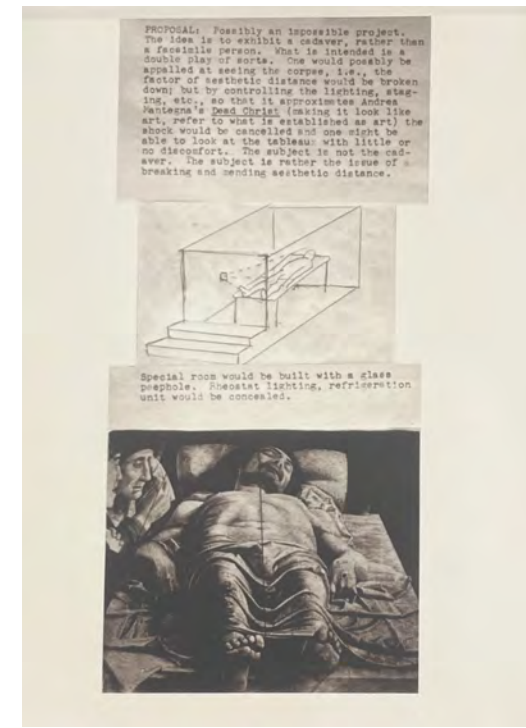 PROPOSAL: Possibly an impossible project.
The idea is to exhibit a cadaver, rather than
a facsimile person. What is intended is a
double play of sorts. One would possibly be
appalled at seeing the corpse, i.e., the
factor of aesthetic distance would be broken
down; but by controlling the lighting, stag-
ing, etc., so that it approximates Andrea
Mantegna's Dead Christ (making it look like
art, refer to what is established as art) the
shock would be cancelled and one might be
able to look at the tableau with little or
no discomfort. The subject is not the cad-
aver. The subject is rather the issue of a
breaking and mending aesthetic distance.
Special room would be built with a glass
peephole. Rheostat lighting, refrigeration
unit would be concealed.